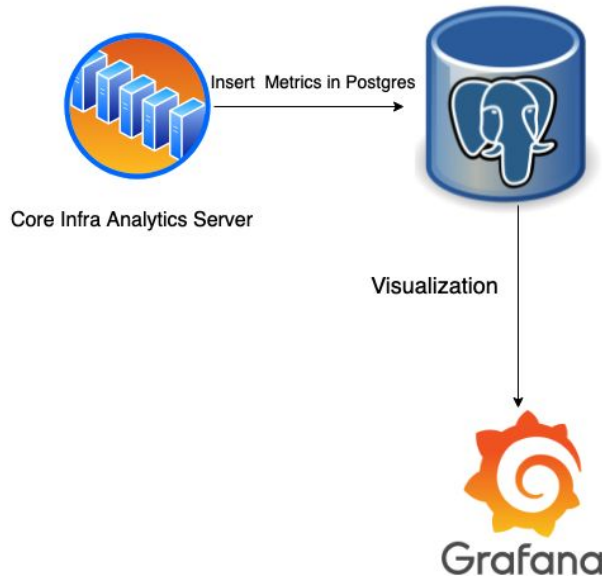 Insert Metrics in Postgres
Core Infra Analytics Server
Visualization
Grafana